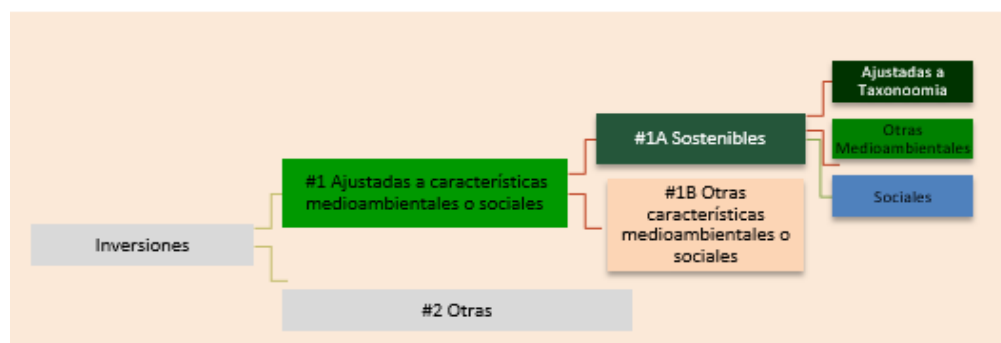 Inversiones
#1 Ajustadas a características
medioambientales o sociales
#2 Otras
#1A Sostenibles
#1B Otras
características
medioambientales o
sociales
Ajustadas a
Taxonoomia
Otras
Medioambientales
Sociales